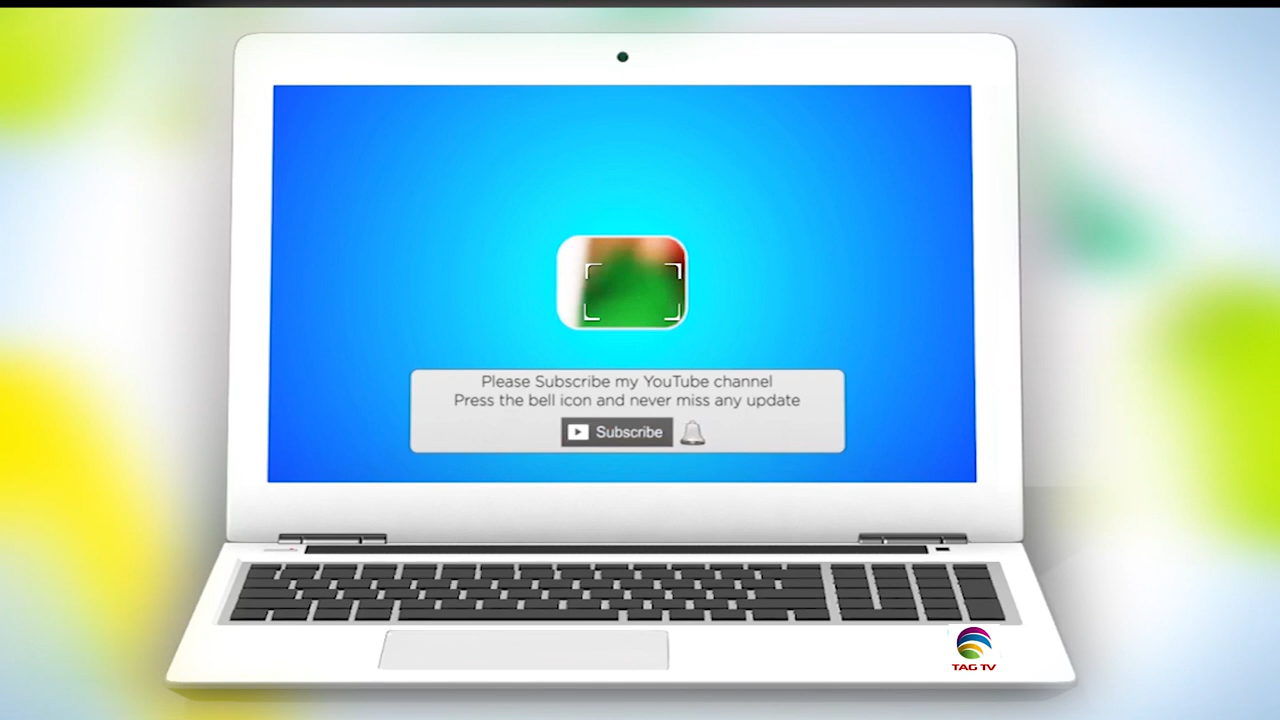 Please Subscribe my YouTube channel
Press the bell icon and never miss any update
Subscribe
TAG TV